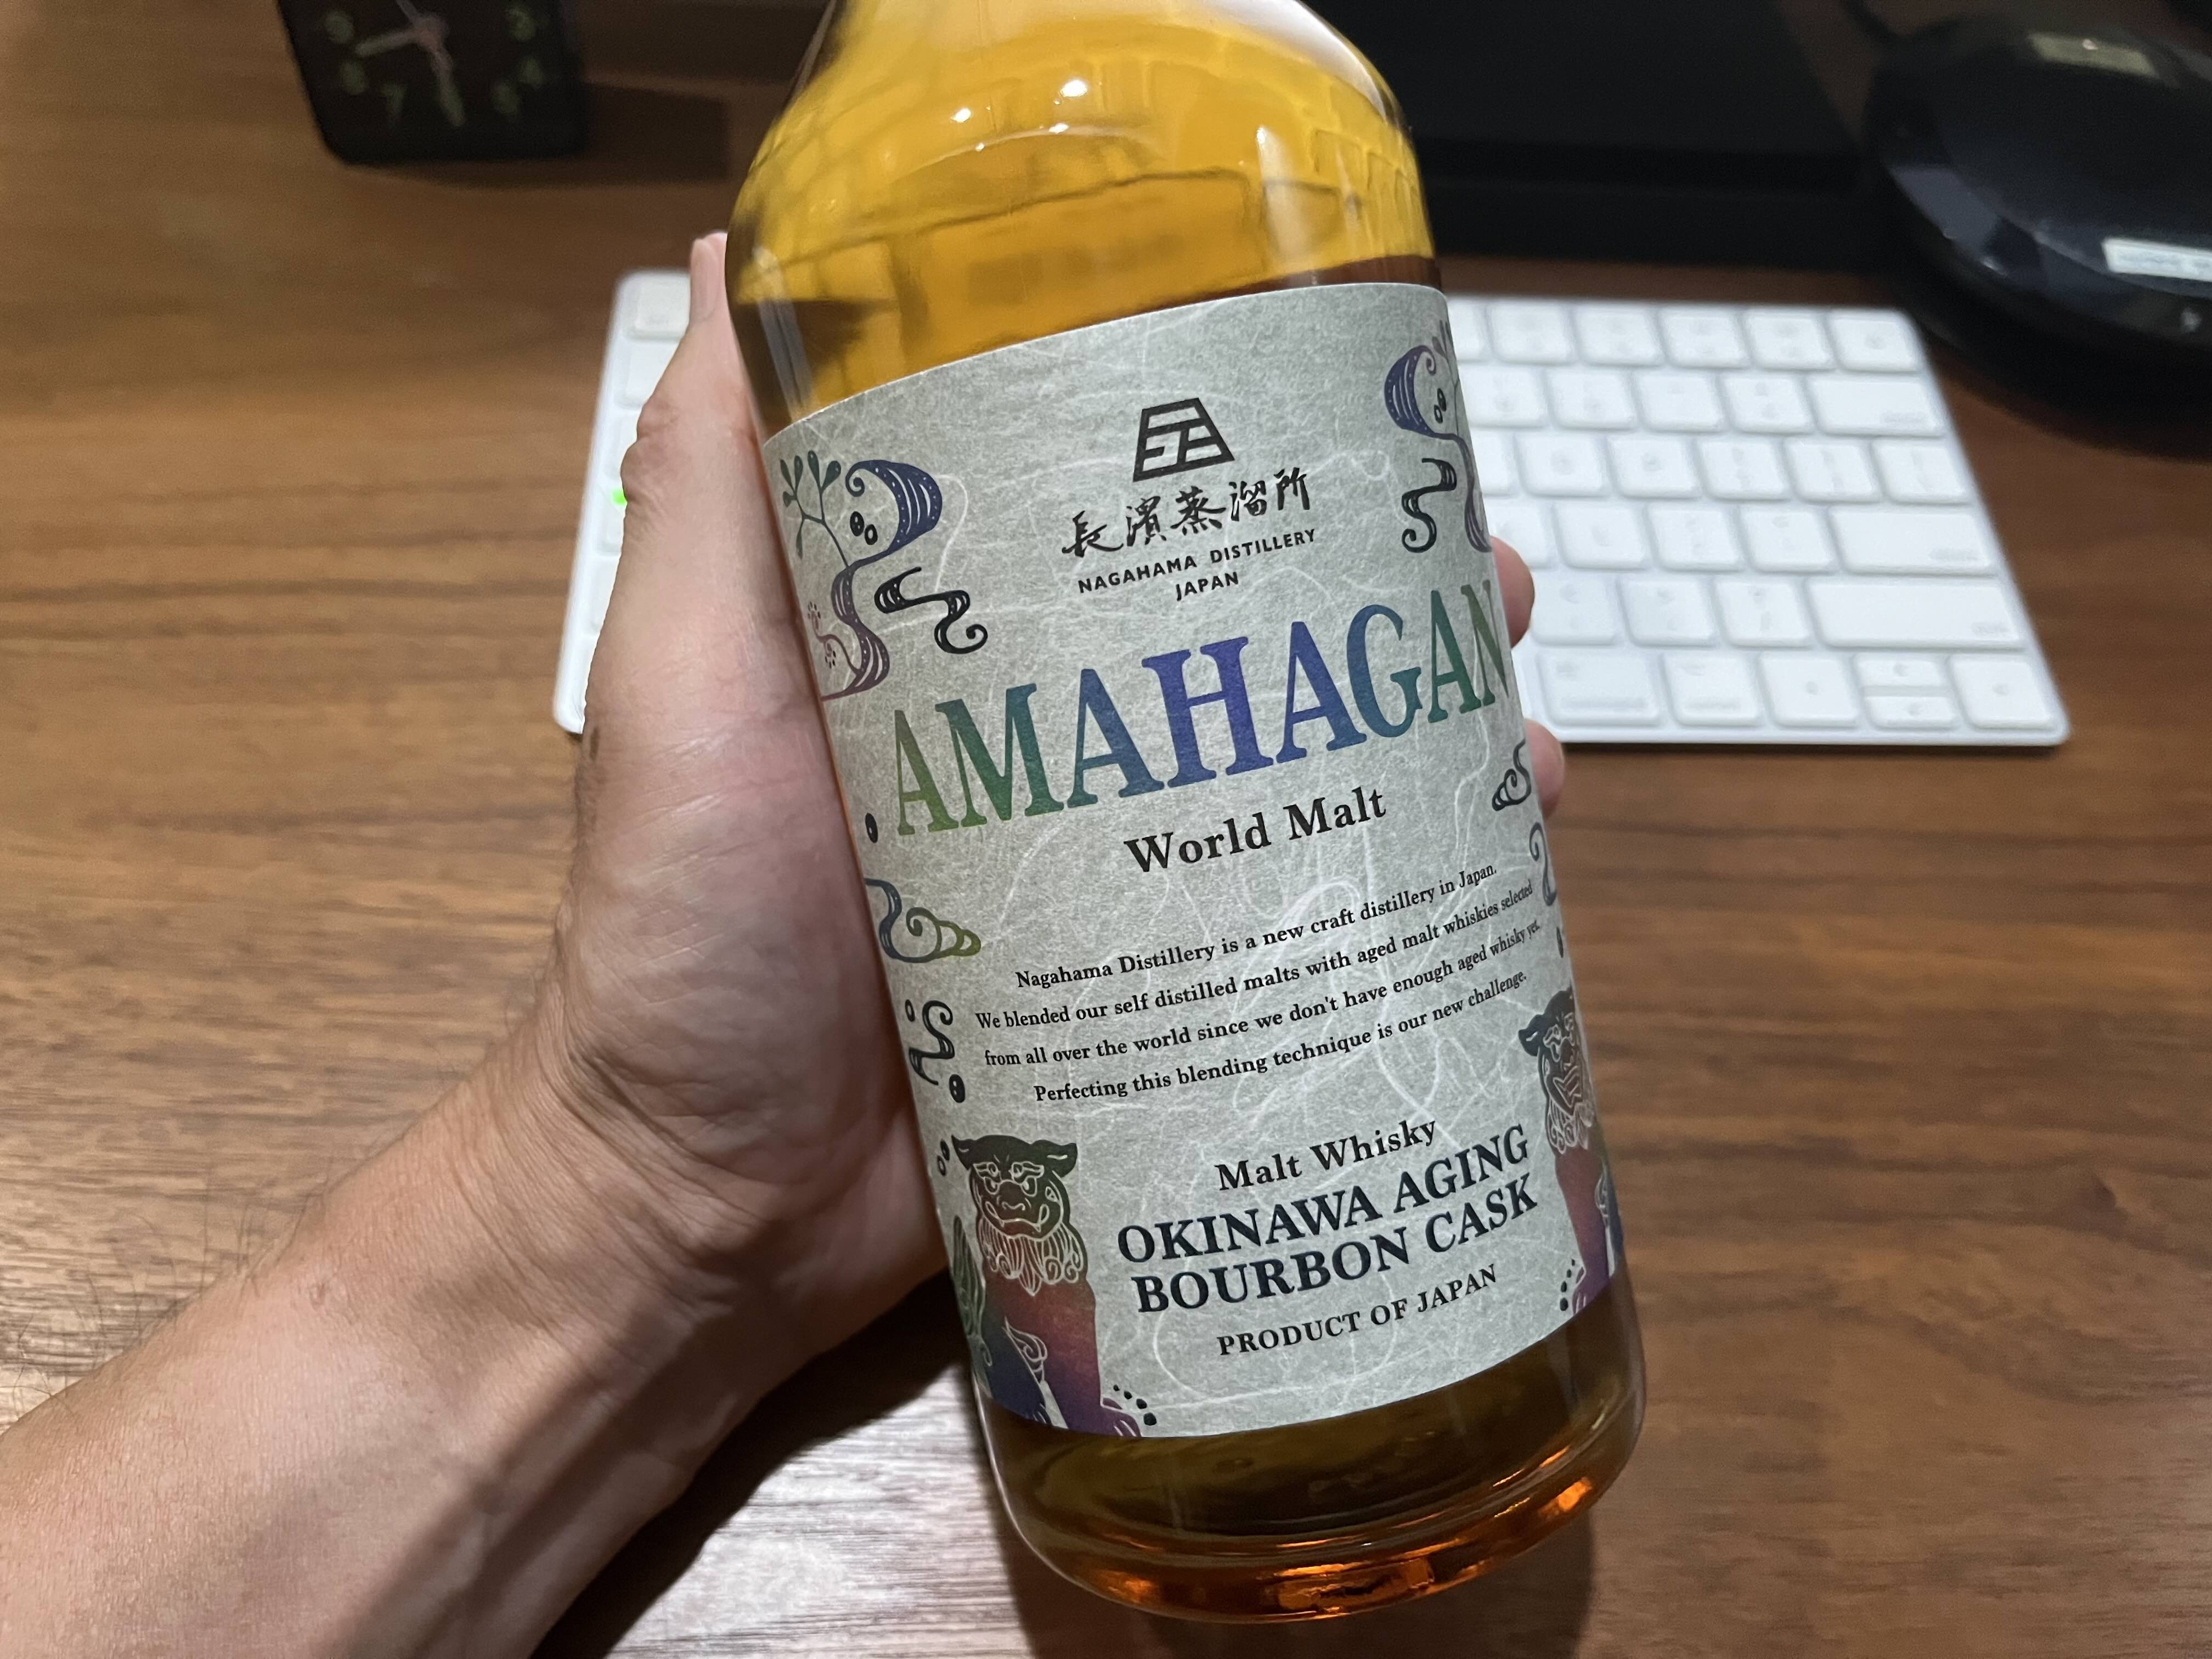 長濱蒸溜所
NAGAHAMA DISTILLERY
JAPAN
AMAHAGAN
World Malt
Nagahama Distillery is a new craft distillery in Japan.
We blended our self distilled malts with aged malt whiskies selected
from all over the world since we don't have enough aged whisky yet.
Perfecting this blending technique is our new challenge.
Malt Whisky
OKINAWA AGING
BOURBON CASK
PRODUCT OF JAPAN